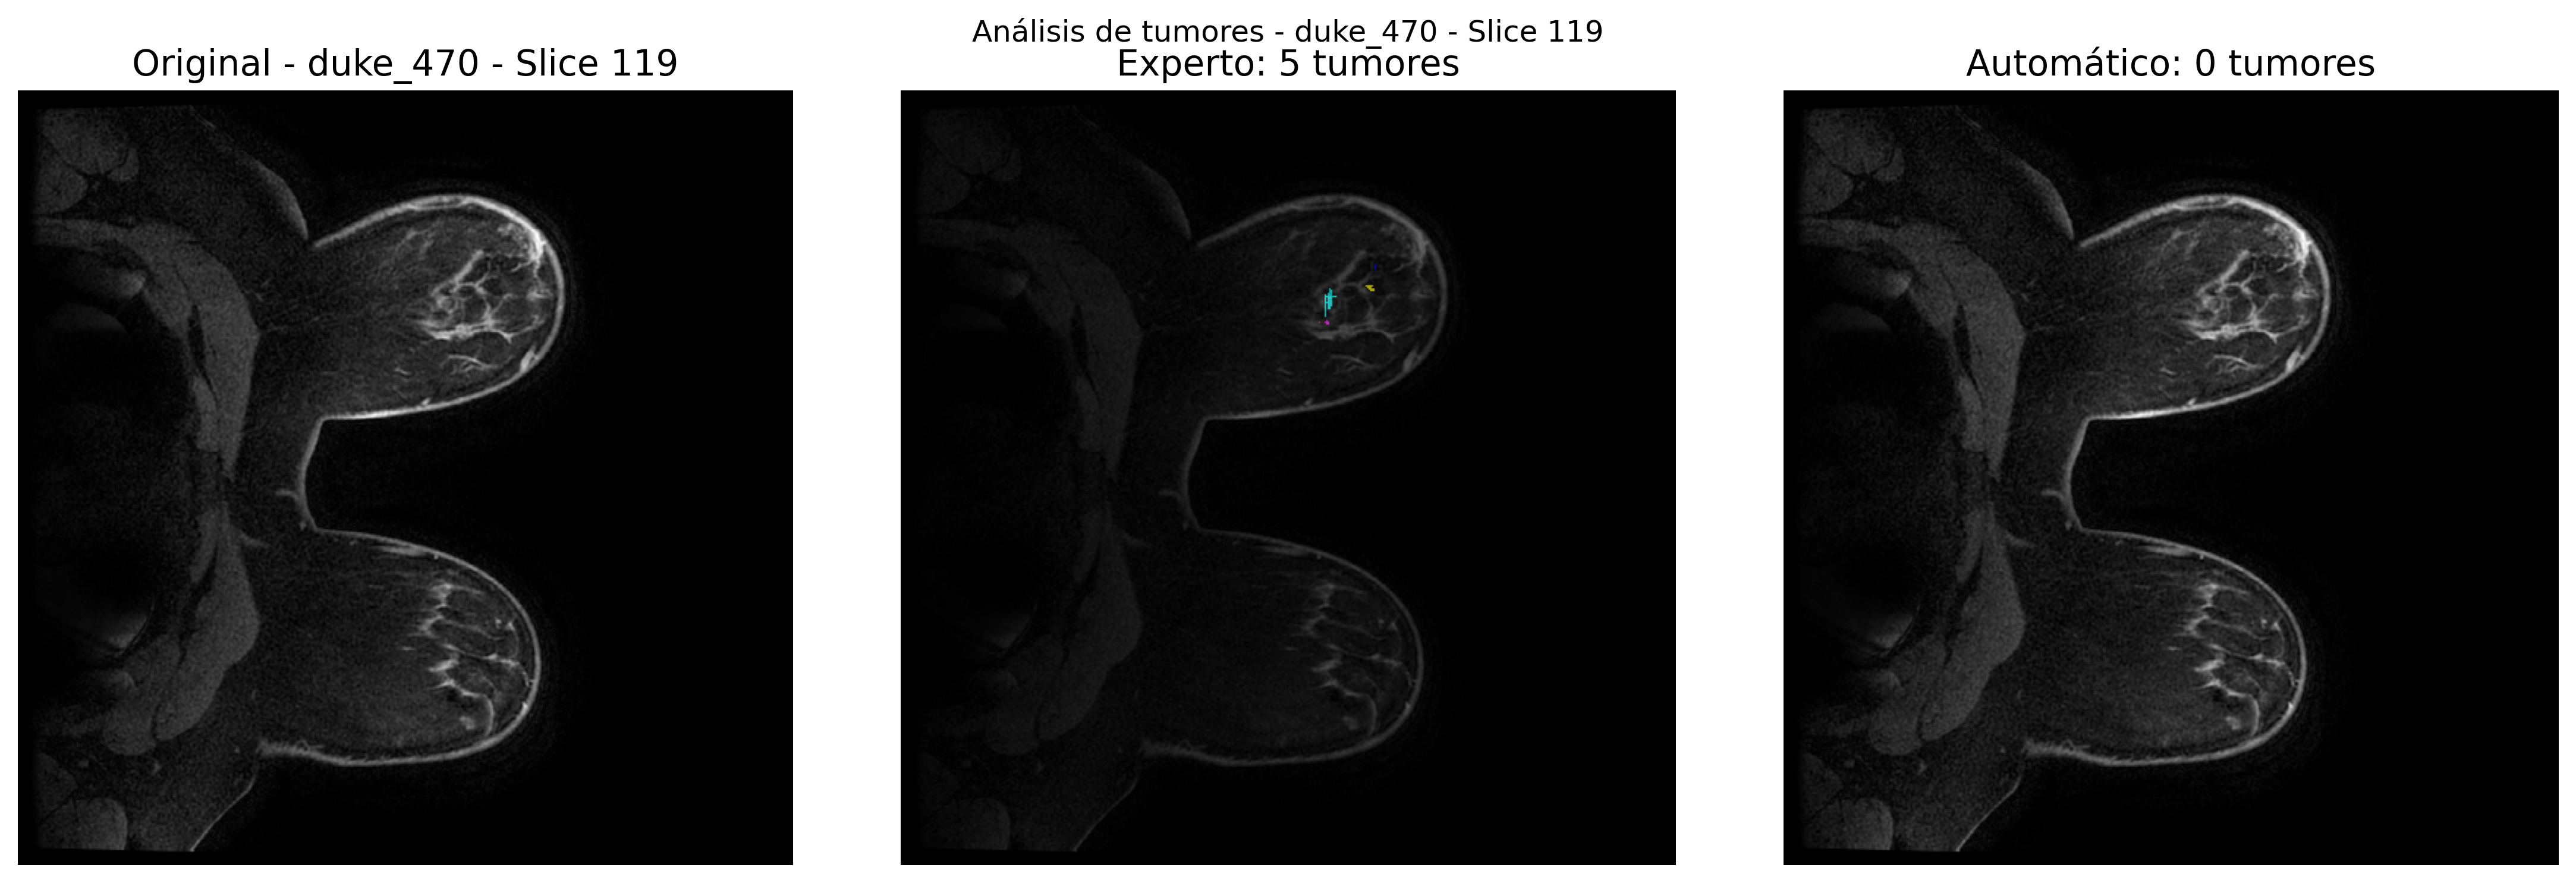 Análisis de tumores - duke_470 - Slice 119
Original - duke_470 - Slice 119
Experto: 5 tumores
Automático: 0 tumores